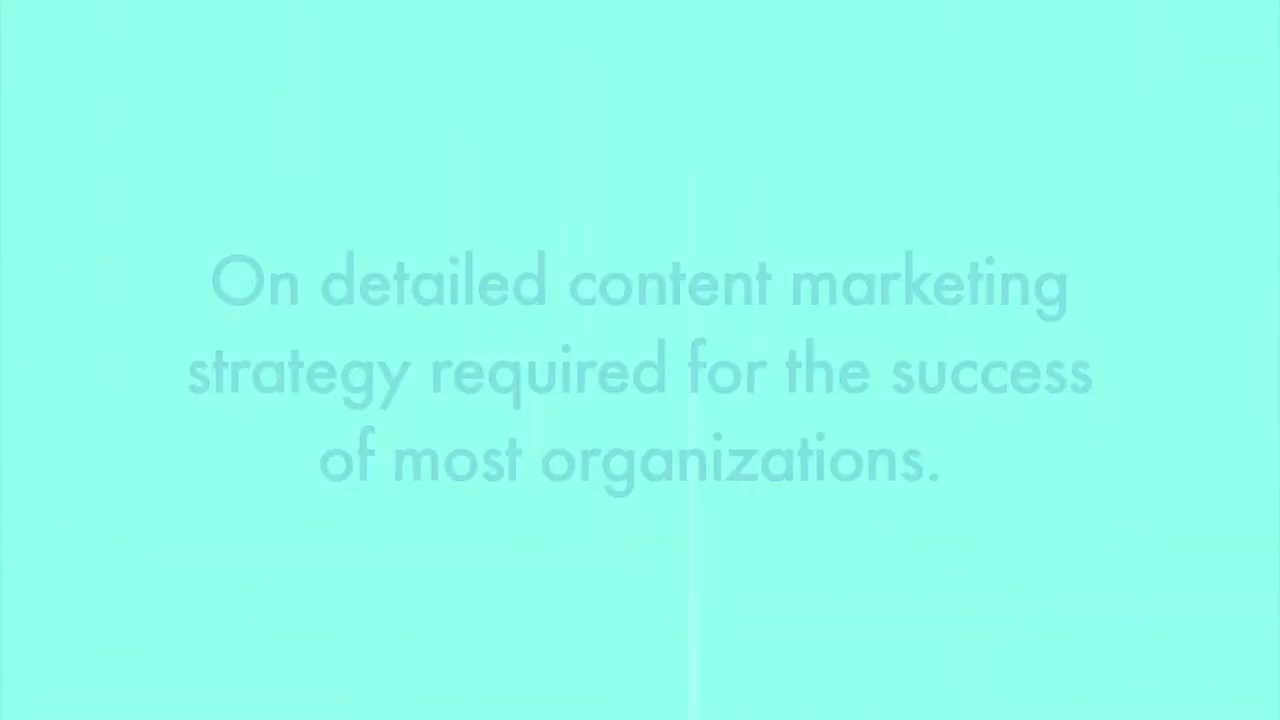 On detailed content marketing
strategy required for the success
of most organizations.